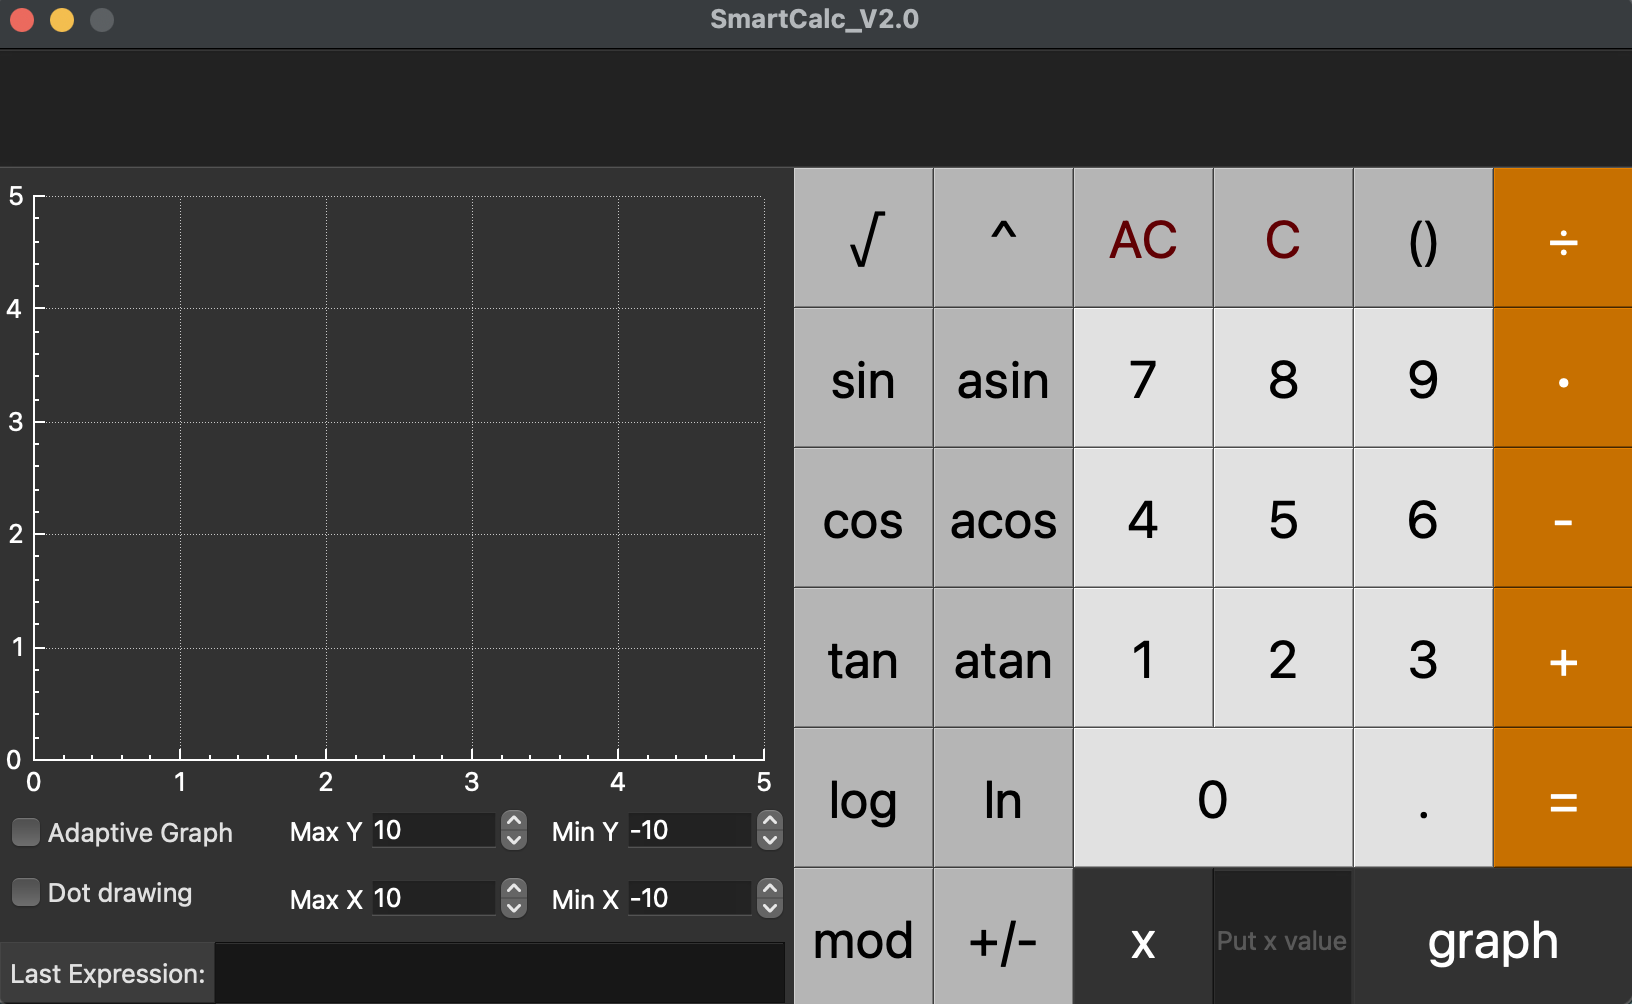 SmartCalc_V2.0
5
4
3
2
1
0
0 1 2 3 4 5
Adaptive Graph Max Y 10 Min Y -10
Dot drawing Max X 10 Min X -10
Last Expression:
√ ^ AC C () ÷
sin asin 7 8 9 ·
cos acos 4 5 6 -
tan atan 1 2 3 +
log ln 0 . =
mod +/- x Put x value graph